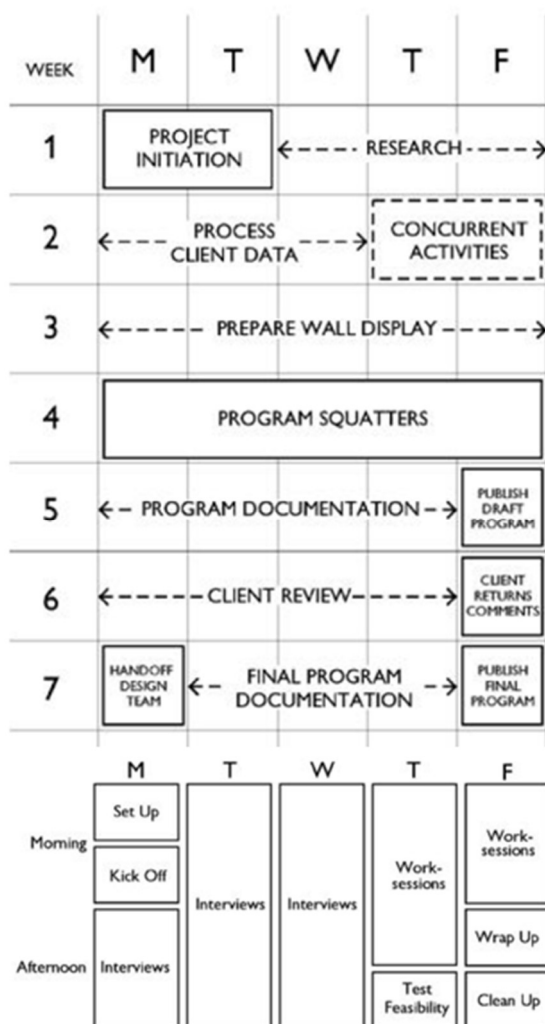 WEEK M T W T F
1 PROJECT
INITIATION
RESEARCH
2 PROCESS
CLIENT DATA
CONCURRENT
ACTIVITIES
3 PREPARE WALL DISPLAY
4 PROGRAM SQUATTERS
5 PROGRAM DOCUMENTATION
PUBLISH
DRAFT
PROGRAM
6 CLIENT REVIEW
CLIENT
RETURNS
COMMENTS
7 HANDOFF
DESIGN
TEAM
FINAL PROGRAM
DOCUMENTATION
PUBLISH
FINAL
PROGRAM
M T W T F
Morning
Set Up
Kick Off
Afternoon
Interviews
Interviews
Interviews
Work-
sessions
Test
Feasibility
Work-
sessions
Wrap Up
Clean Up